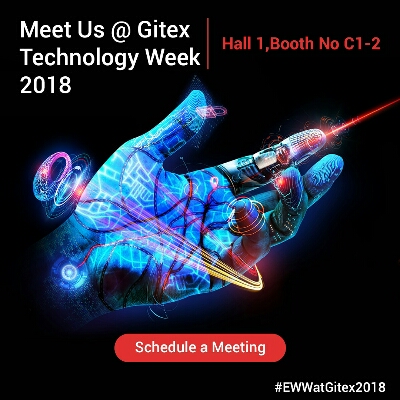 Meet Us @ Gitex
Technology Week
2018
Hall 1,Booth No C1-2
Schedule a Meeting
#EWWatGitex2018